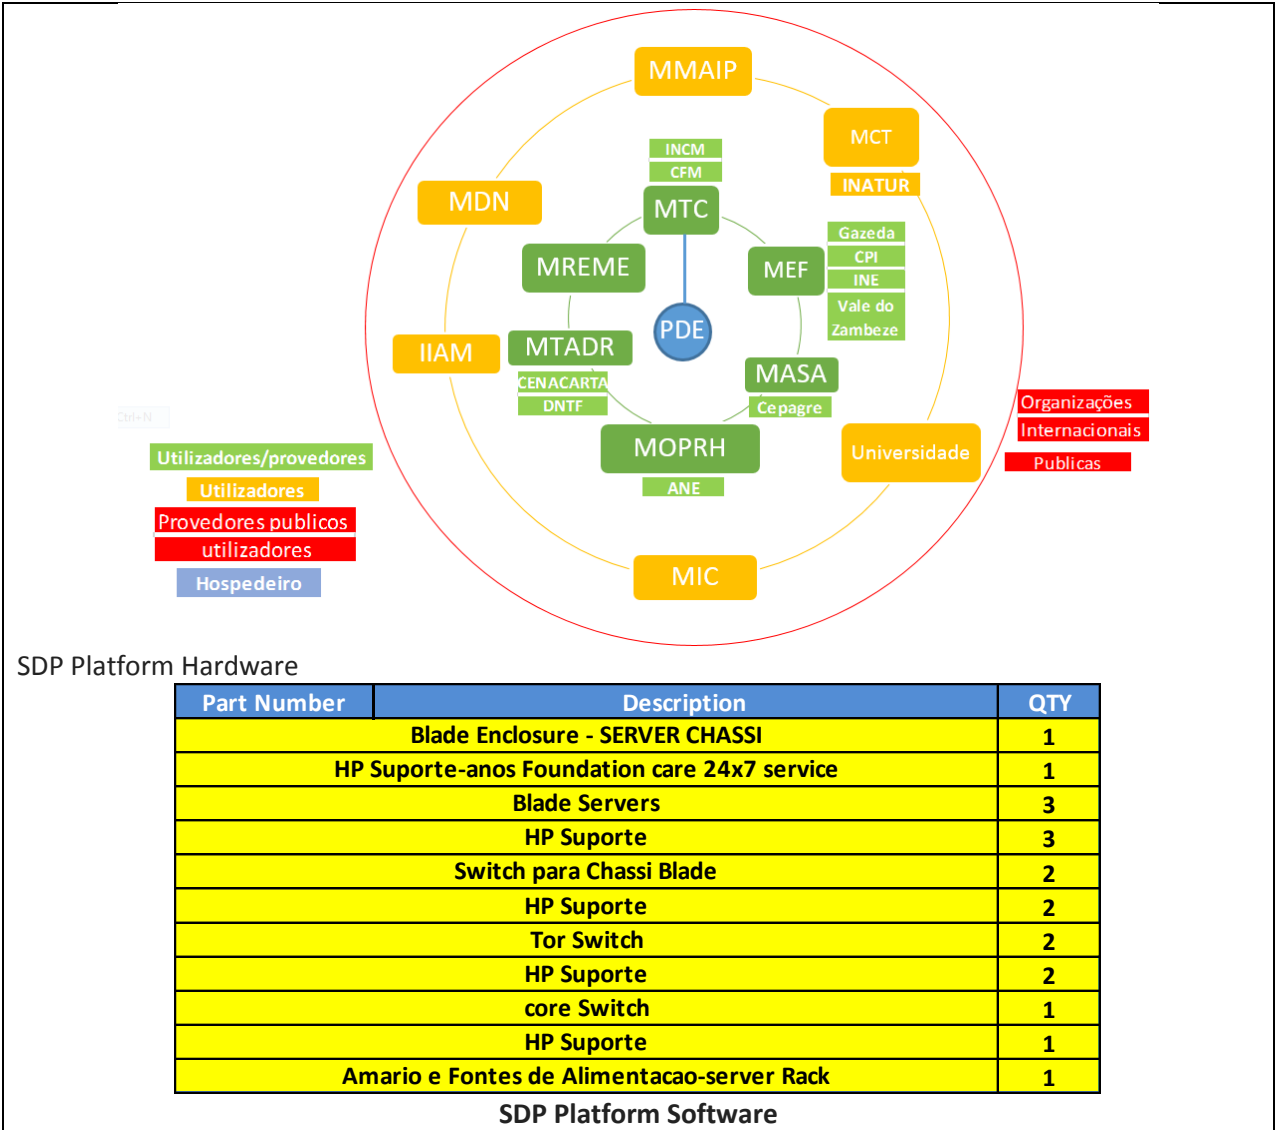 MMAIP
MCT
INATUR
INCM
CFM
MTC
MDN
MREME
MEF
Gazeda
CPI
INE
Vale do
Zambeze
PDE
IIAM
MTADR
CENACARTA
DNTF
MASA
Cepagre
MOPRH
ANE
Universidade
MIC
Organizações
Internacionais
Publicas
Ctrl+N
Utilizadores/provedores
Utilizadores
Provedores publicos
utilizadores
Hospedeiro
SDP Platform Hardware
Part Number Description QTY
Blade Enclosure - SERVER CHASSI 1
HP Suporte-anos Foundation care 24x7 service 1
Blade Servers 3
HP Suporte 3
Switch para Chassi Blade 2
HP Suporte 2
Tor Switch 2
HP Suporte 2
core Switch 1
HP Suporte 1
Amario e Fontes de Alimentacao-server Rack 1
SDP Platform Software